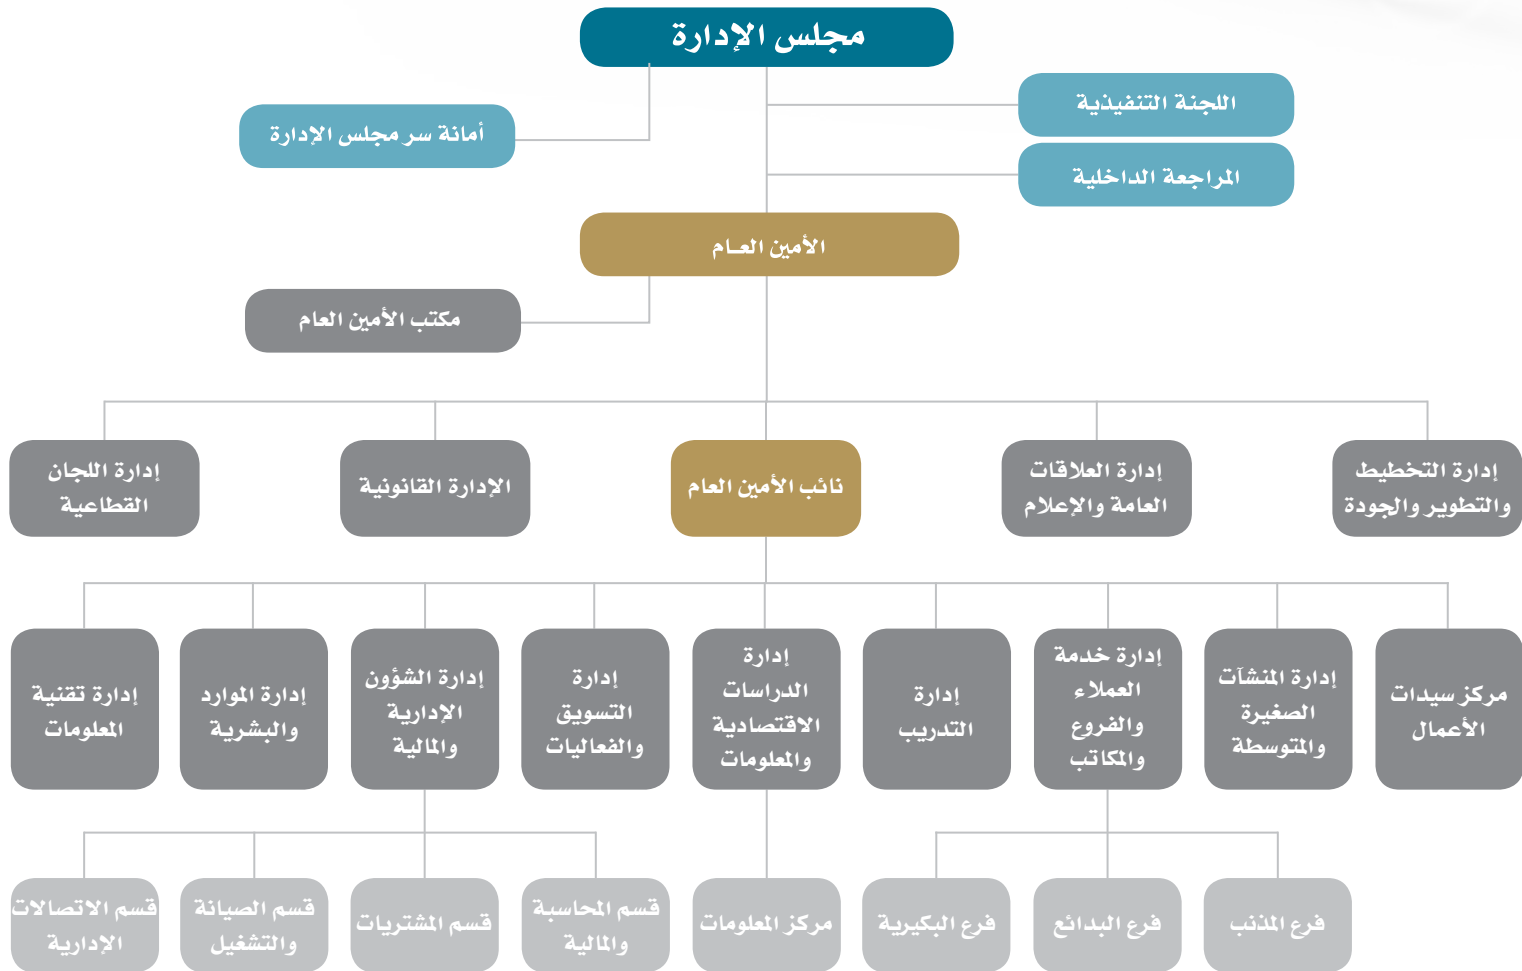 مجلس الإدارة
اللجنة التنفيذية
أمانة سر مجلس الإدارة
المراجعة الداخلية
الأمين العـام
مكتب الأمين العام
إدارة التخطيط
والتطوير والجودة
إدارة العلاقات
العامة والإعلام
نائب الأمين العام
الإدارة القانونية
إدارة اللجان
القطاعية
مركز سيدات
الأعمال
إدارة المنشآت
الصغيرة
والمتوسطة
إدارة خدمة
العملاء
والفروع
والمكاتب
إدارة
التدريب
إدارة
الدراسات
الاقتصادية
والمعلومات
إدارة
التسويق
والفعاليات
إدارة الشؤون
الإدارية
والمالية
إدارة الموارد
والبشرية
إدارة تقنية
المعلومات
فرع المذنب
فرع البدائع
فرع البكيرية
مركز المعلومات
قسم المحاسبة
والمالية
قسم المشتريات
قسم الصيانة
والتشغيل
قسم الاتصالات
الإدارية